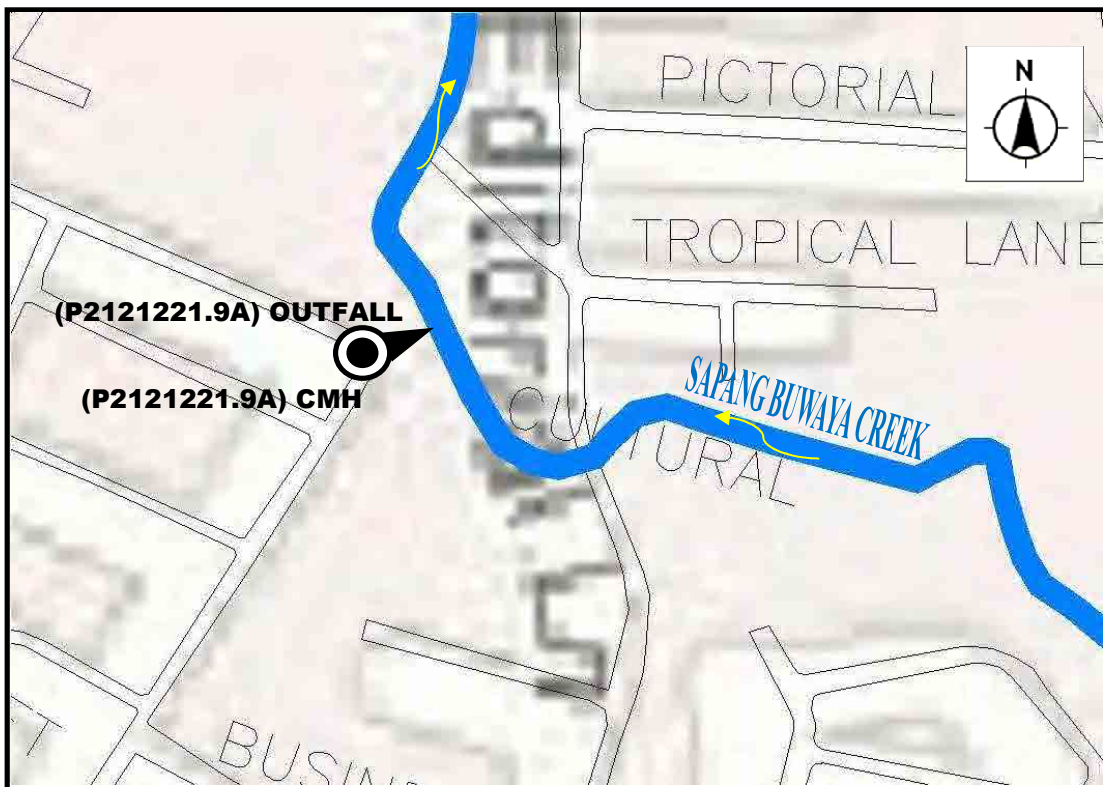 PICTORIAL
N
TROPICAL LANE
(P2121221.9A) OUTFALL
(P2121221.9A) CMH
SAPANG BUWAYA CREEK
CULTURAL